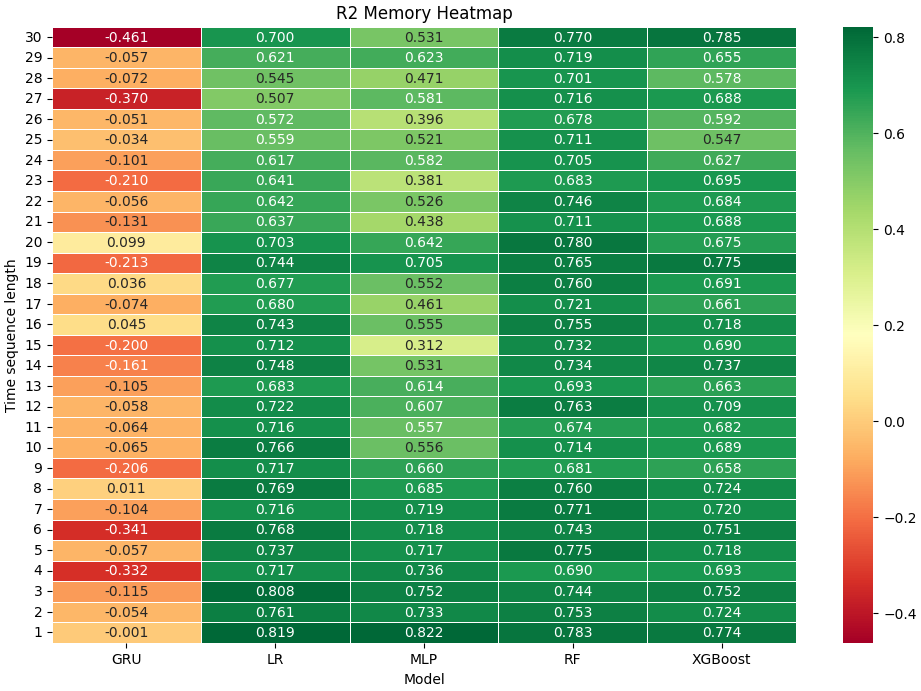 R2 Memory Heatmap
30 -0.461 0.700 0.531 0.770 0.785
29 -0.057 0.621 0.623 0.719 0.655
28 -0.072 0.545 0.471 0.701 0.578
27 -0.370 0.507 0.581 0.716 0.688
26 -0.051 0.572 0.396 0.678 0.592
25 -0.034 0.559 0.521 0.711 0.547
24 -0.101 0.617 0.582 0.705 0.627
23 -0.210 0.641 0.381 0.683 0.695
22 -0.056 0.642 0.526 0.746 0.684
21 -0.131 0.637 0.438 0.711 0.688
20 0.099 0.703 0.642 0.780 0.675
19 -0.213 0.744 0.705 0.765 0.775
18 0.036 0.677 0.552 0.760 0.691
17 -0.074 0.680 0.461 0.721 0.661
16 0.045 0.743 0.555 0.755 0.718
15 -0.200 0.712 0.312 0.732 0.690
14 -0.161 0.748 0.531 0.734 0.737
13 -0.105 0.683 0.614 0.693 0.663
12 -0.058 0.722 0.607 0.763 0.709
11 -0.064 0.716 0.557 0.674 0.682
10 -0.065 0.766 0.556 0.714 0.689
9 -0.206 0.717 0.660 0.681 0.658
8 0.011 0.769 0.685 0.760 0.724
7 -0.104 0.716 0.719 0.771 0.720
6 -0.341 0.768 0.718 0.743 0.751
5 -0.057 0.737 0.717 0.775 0.718
4 -0.332 0.717 0.736 0.690 0.693
3 -0.115 0.808 0.752 0.744 0.752
2 -0.054 0.761 0.733 0.753 0.724
1 -0.001 0.819 0.822 0.783 0.774
GRU LR MLP RF XGBoost
Model
Time sequence length
0.8
0.6
0.4
0.2
0.0
−0.2
−0.4